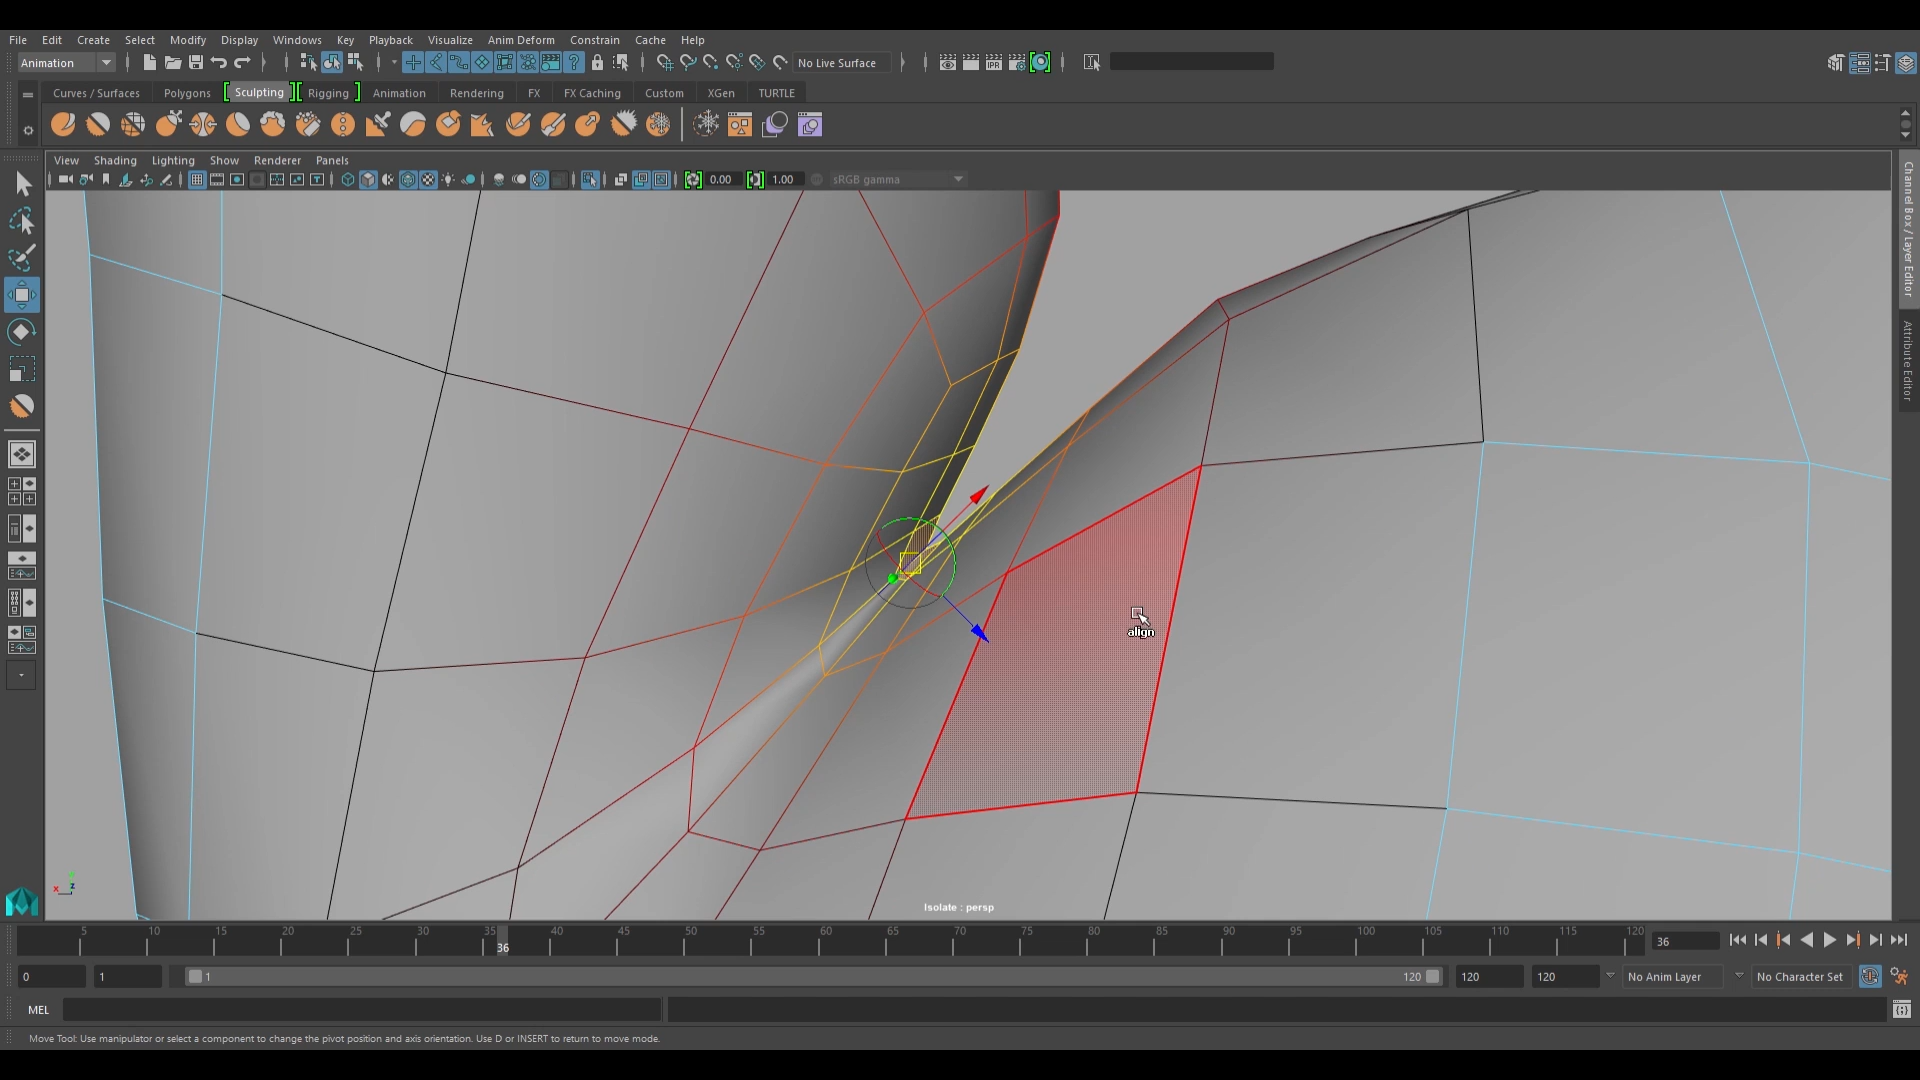 File Edit Create Select Modify Display Windows Key Playback Visualize Anim Deform Constrain Cache Help
Animation No Live Surface IPR
Curves / Surfaces Polygons Sculpting Rigging Animation Rendering FX FX Caching Custom XGen TURTLE
View Shading Lighting Show Renderer Panels
0.00 1.00 sRGB gamma
Channel Box / Layer Editor
Attribute Editor
align
Y
x z
Isolate : persp
5 10 15 20 25 30 35 40 45 50 55 60 65 70 75 80 85 90 95 100 105 110 115 120
36 36
0 1 1 120 120 120 No Anim Layer No Character Set
MEL
Move Tool: Use manipulator or select a component to change the pivot position and axis orientation. Use D or INSERT to return to move mode.